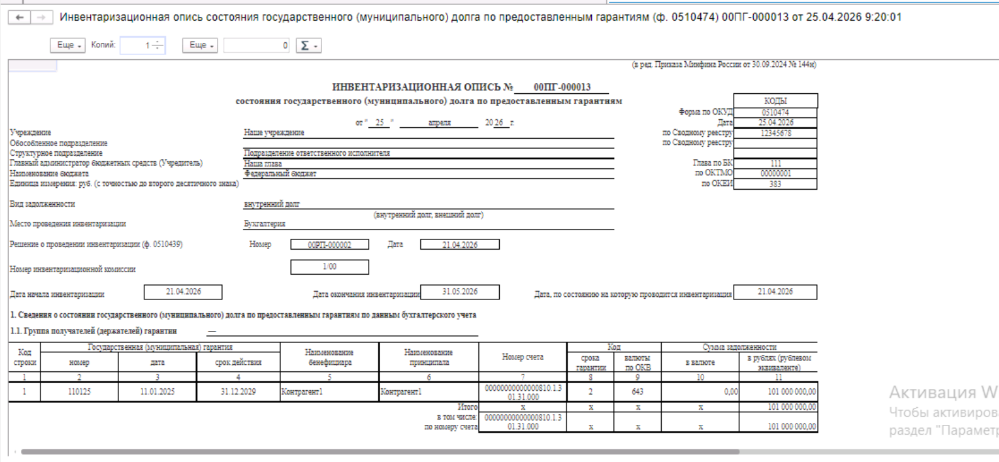 Инвентаризационная опись состояния государственного (муниципального) долга по предоставленным гарантиям (ф. 0510474) 00ПГ-000013 от 25.04.2026 9:20:01
Еще Копий: 1 Еще 0 Σ
(в ред. Приказа Минфина России от 30.09.2024 № 144н)
ИНВЕНТАРИЗАЦИОННАЯ ОПИСЬ № 00ПГ-000013
состояния государственного (муниципального) долга по предоставленным гарантиям
КОДЫ
Форма по ОКУД 0510474
от " 25 " апреля 20 26 г.
Дата 25.04.2026
Учреждение Наше учреждение по Сводному реестру 12345678
Обособленное подразделение по Сводному реестру
Структурное подразделение Подразделение ответственного исполнителя
Главный администратор бюджетных средств (Учредитель) Наша глава Глава по БК 111
Наименование бюджета Федеральный бюджет по ОКТМО 00000001
Единица измерения: руб. (с точностью до второго десятичного знака) по ОКЕИ 383
Вид задолженности внутренний долг
(внутренний долг, внешний долг)
Место проведения инвентаризации Бухгалтерия
Решение о проведении инвентаризации (ф. 0510439) Номер 00РП-000002 Дата 21.04.2026
Номер инвентаризационной комиссии 1/00
Дата начала инвентаризации 21.04.2026 Дата окончания инвентаризации 31.05.2026 Дата, по состоянию на которую проводится инвентаризация 21.04.2026
1. Сведения о состоянии государственного (муниципального) долга по предоставленным гарантиям по данным бухгалтерского учета
1.1. Группа получателей (держателей) гарантии —
Код строки Государственная (муниципальная) гарантия Наименование бенефициара Наименование принципала Номер счета Код Сумма задолженности
номер дата срок действия срока гарантии валюты по ОКВ в валюте в рублях (рублевом эквиваленте)
1 2 3 4 5 6 7 8 9 10 11
1 110125 11.01.2025 31.12.2029 Контрагент1 Контрагент1 00000000000000810.1.3 01.31.000 2 643 0,00 101 000 000,00
Итого х х х х 101 000 000,00
в том числе: по номеру счета 00000000000000810.1.3 01.31.000 х х х 101 000 000,00
Активация W
Чтобы активирова
раздел "Параметр